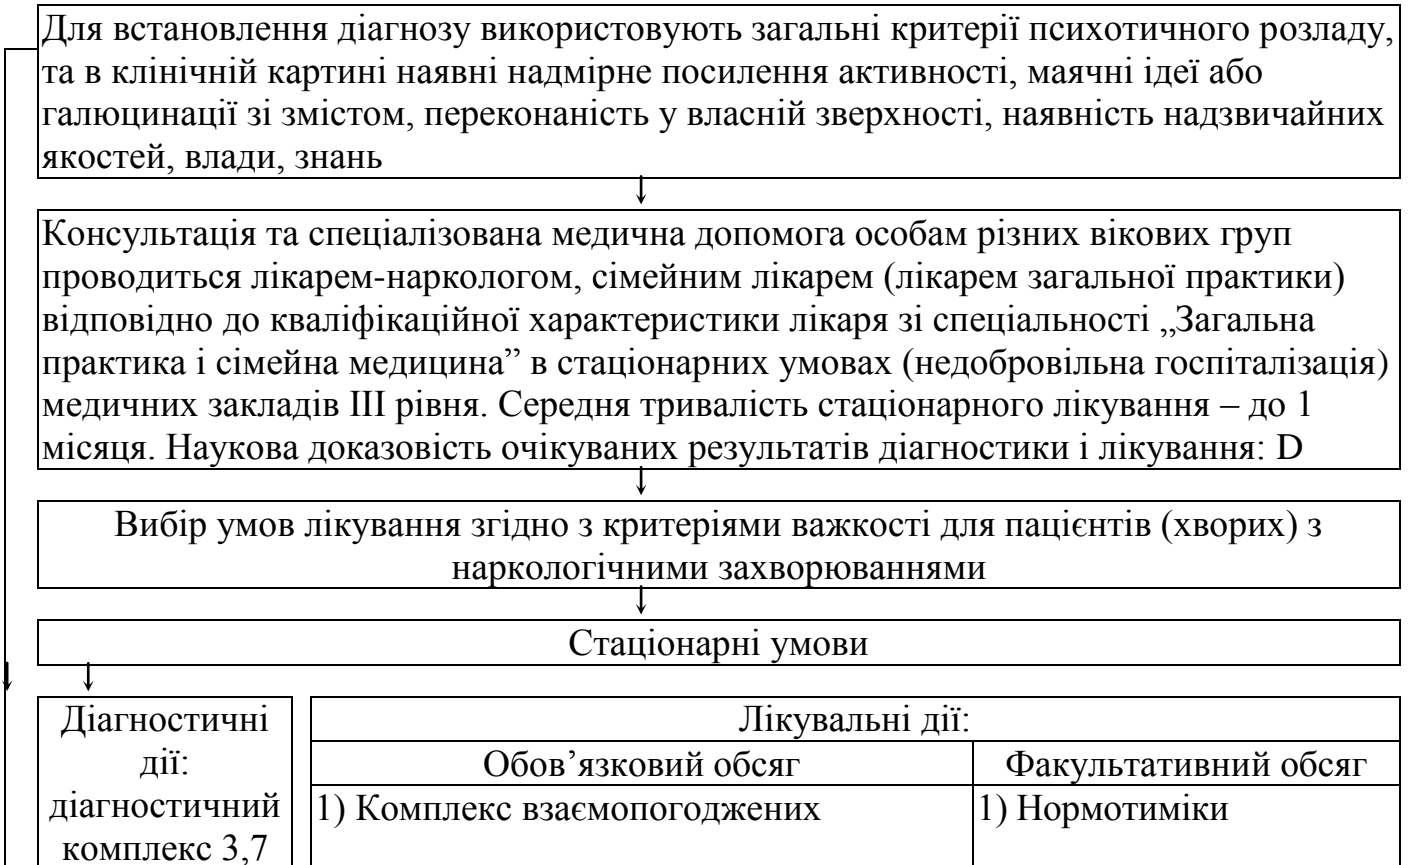 Для встановлення діагнозу використовують загальні критерії психотичного розладу,
та в клінічній картині наявні надмірне посилення активності, маячні ідеї або
галюцинації зі змістом, переконаність у власній зверхності, наявність надзвичайних
якостей, влади, знань
Консультація та спеціалізована медична допомога особам різних вікових груп
проводиться лікарем-наркологом, сімейним лікарем (лікарем загальної практики)
відповідно до кваліфікаційної характеристики лікаря зі спеціальності „Загальна
практика і сімейна медицина” в стаціонарних умовах (недобровільна госпіталізація)
медичних закладів III рівня. Середня тривалість стаціонарного лікування – до 1
місяця. Наукова доказовість очікуваних результатів діагностики і лікування: D
Вибір умов лікування згідно з критеріями важкості для пацієнтів (хворих) з
наркологічними захворюваннями
Стаціонарні умови
Діагностичні
дії:
діагностичний
комплекс 3,7
Лікувальні дії:
Обов’язковий обсяг
Факультативний обсяг
1) Комплекс взаємопогоджених
1) Нормотиміки